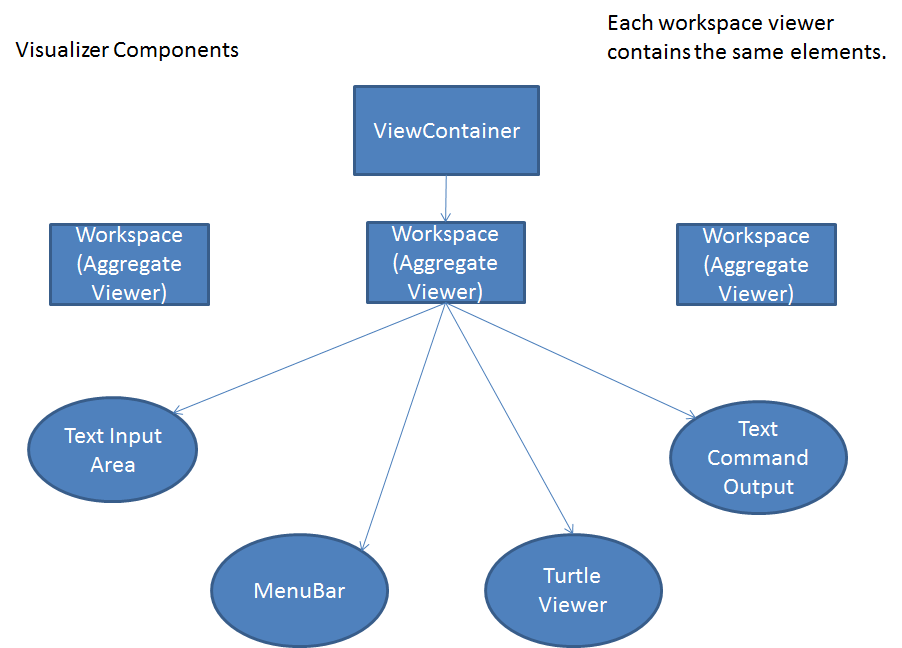 Visualizer Components
Each workspace viewer
contains the same elements.
ViewContainer
Workspace
(Aggregate
Viewer)
Workspace
(Aggregate
Viewer)
Workspace
(Aggregate
Viewer)
Text Input
Area
Text
Command
Output
MenuBar
Turtle
Viewer